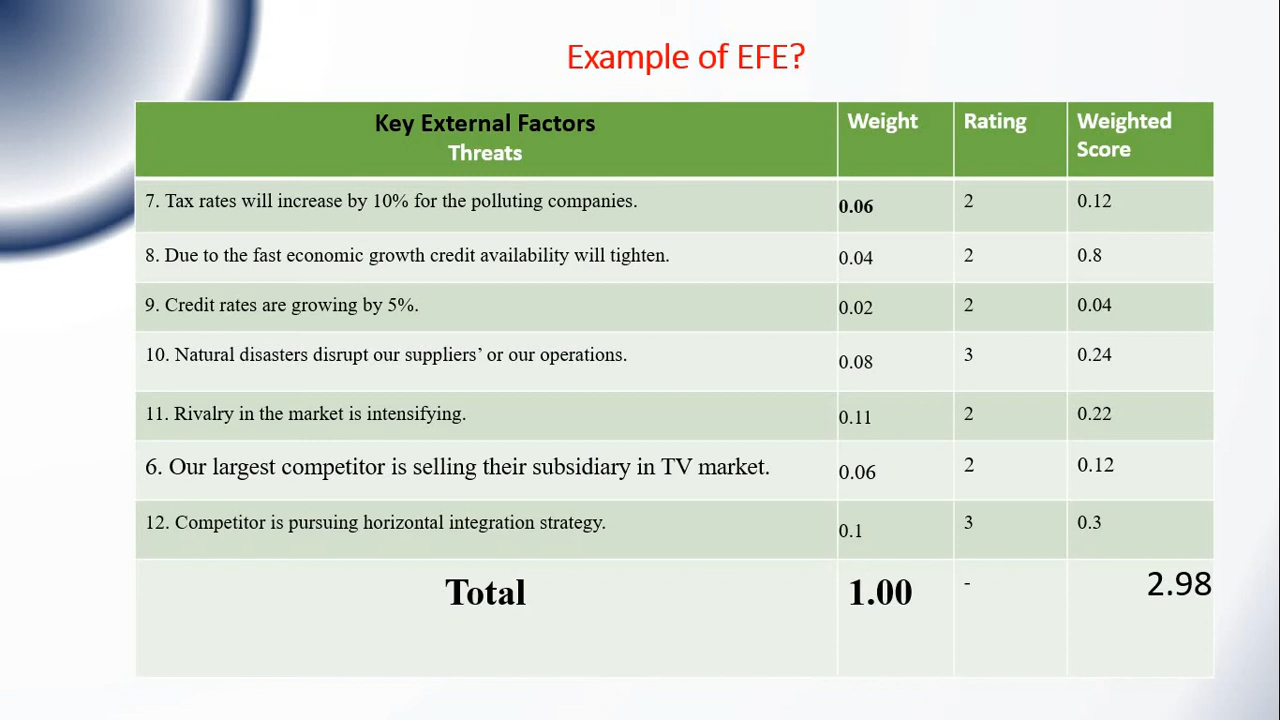 Example of EFE?
Key External Factors
Threats
Weight
Rating
Weighted
Score
7. Tax rates will increase by 10% for the polluting companies.
0.06
2
0.12
8. Due to the fast economic growth credit availability will tighten.
0.04
2
0.8
9. Credit rates are growing by 5%.
0.02
2
0.04
10. Natural disasters disrupt our suppliers’ or our operations.
0.08
3
0.24
11. Rivalry in the market is intensifying.
0.11
2
0.22
6. Our largest competitor is selling their subsidiary in TV market.
0.06
2
0.12
12. Competitor is pursuing horizontal integration strategy.
0.1
3
0.3
Total
1.00
-
2.98